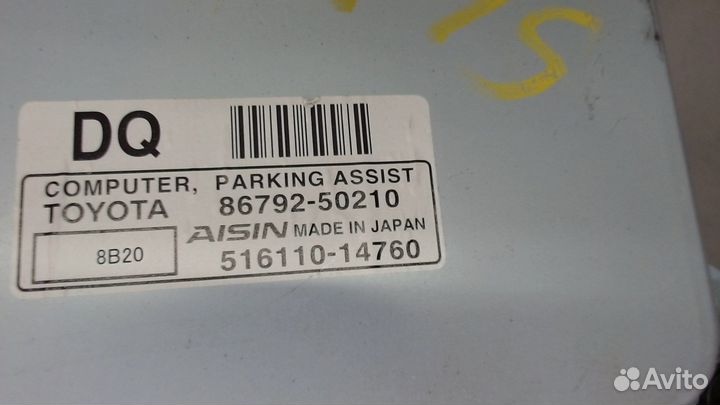 DQ
COMPUTER, PARKING ASSIST
TOYOTA 86792-50210
8B20
AISIN MADE IN JAPAN
516110-14760
Avito